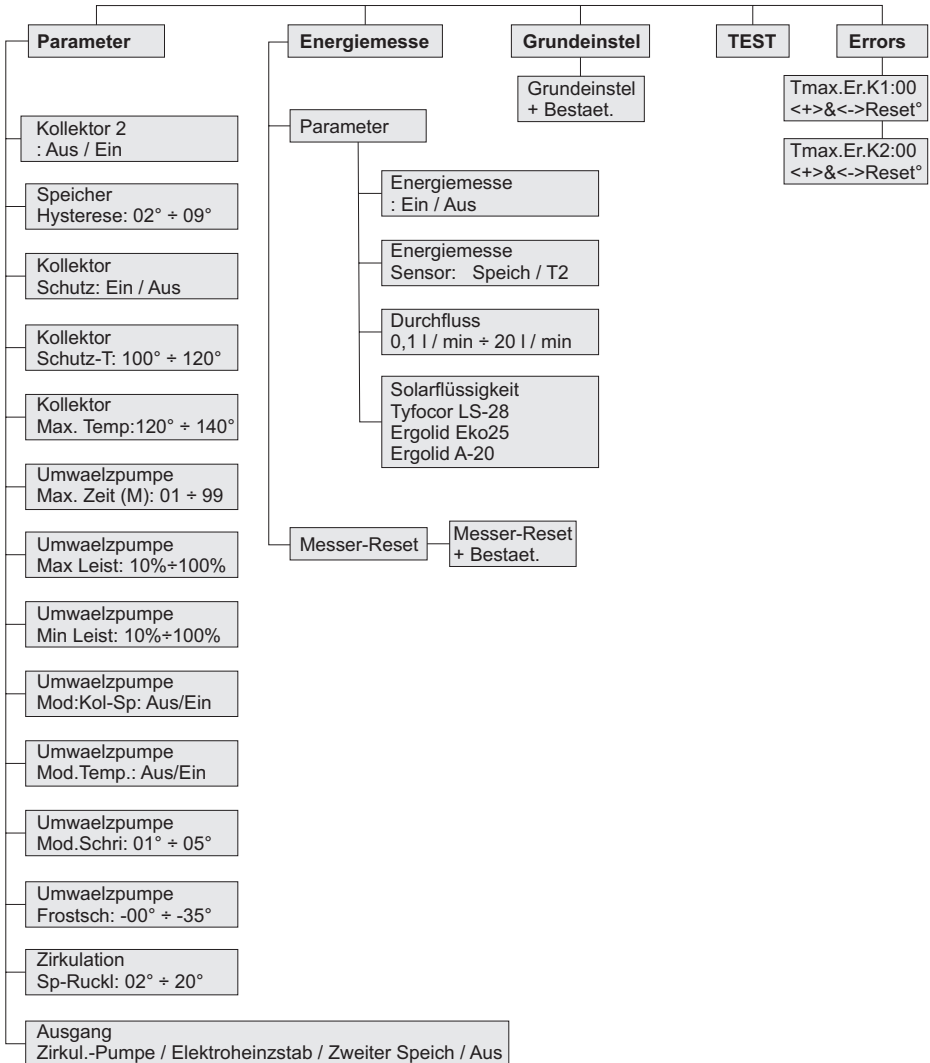 Parameter
Energiemesse
Grundeinstel
TEST
Errors
Kollektor 2
: Aus / Ein
Speicher
Hysterese: 02° ÷ 09°
Kollektor
Schutz: Ein / Aus
Kollektor
Schutz-T: 100° ÷ 120°
Kollektor
Max. Temp:120° ÷ 140°
Umwaelzpumpe
Max. Zeit (M): 01 ÷ 99
Umwaelzpumpe
Max Leist: 10%÷100%
Umwaelzpumpe
Min Leist: 10%÷100%
Umwaelzpumpe
Mod:Kol-Sp: Aus/Ein
Umwaelzpumpe
Mod.Temp.: Aus/Ein
Umwaelzpumpe
Mod.Schri: 01° ÷ 05°
Umwaelzpumpe
Frostsch: -00° ÷ -35°
Zirkulation
Sp-Ruckl: 02° ÷ 20°
Ausgang
Zirkul.-Pumpe / Elektroheinzstab / Zweiter Speich / Aus
Parameter
Energiemesse
: Ein / Aus
Energiemesse
Sensor: Speich / T2
Durchfluss
0,1 l / min ÷ 20 l / min
Solarflüssigkeit
Tyfocor LS-28
Ergolid Eko25
Ergolid A-20
Messer-Reset
Messer-Reset
+ Bestaet.
Grundeinstel
+ Bestaet.
Tmax.Er.K1:00
<+>&<->Reset°
Tmax.Er.K2:00
<+>&<->Reset°